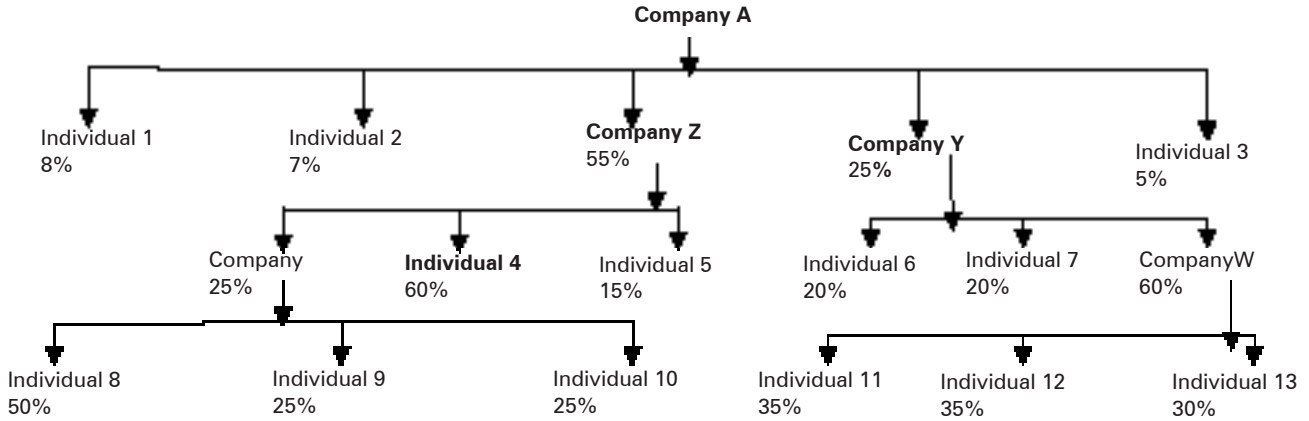 Company A
Individual 1
8%
Individual 2
7%
Company Z
55%
Company Y
25%
Individual 3
5%
Company
25%
Individual 4
60%
Individual 5
15%
Individual 6
20%
Individual 7
20%
CompanyW
60%
Individual 8
50%
Individual 9
25%
Individual 10
25%
Individual 11
35%
Individual 12
35%
Individual 13
30%